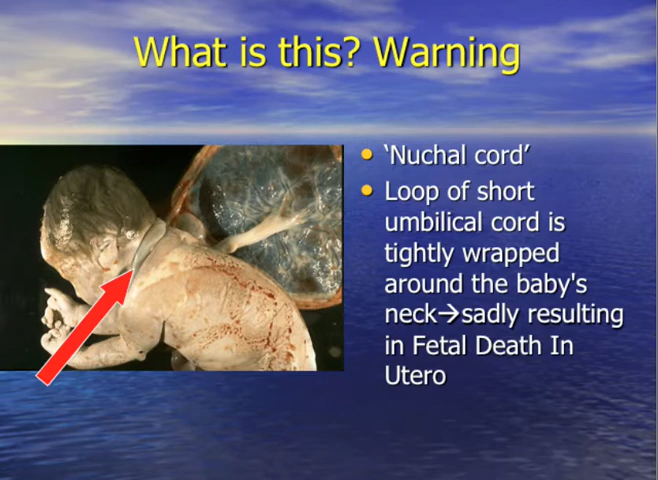 What is this? Warning
• ‘Nuchal cord’
• Loop of short
umbilical cord is
tightly wrapped
around the baby's
neck→sadly resulting
in Fetal Death In
Utero